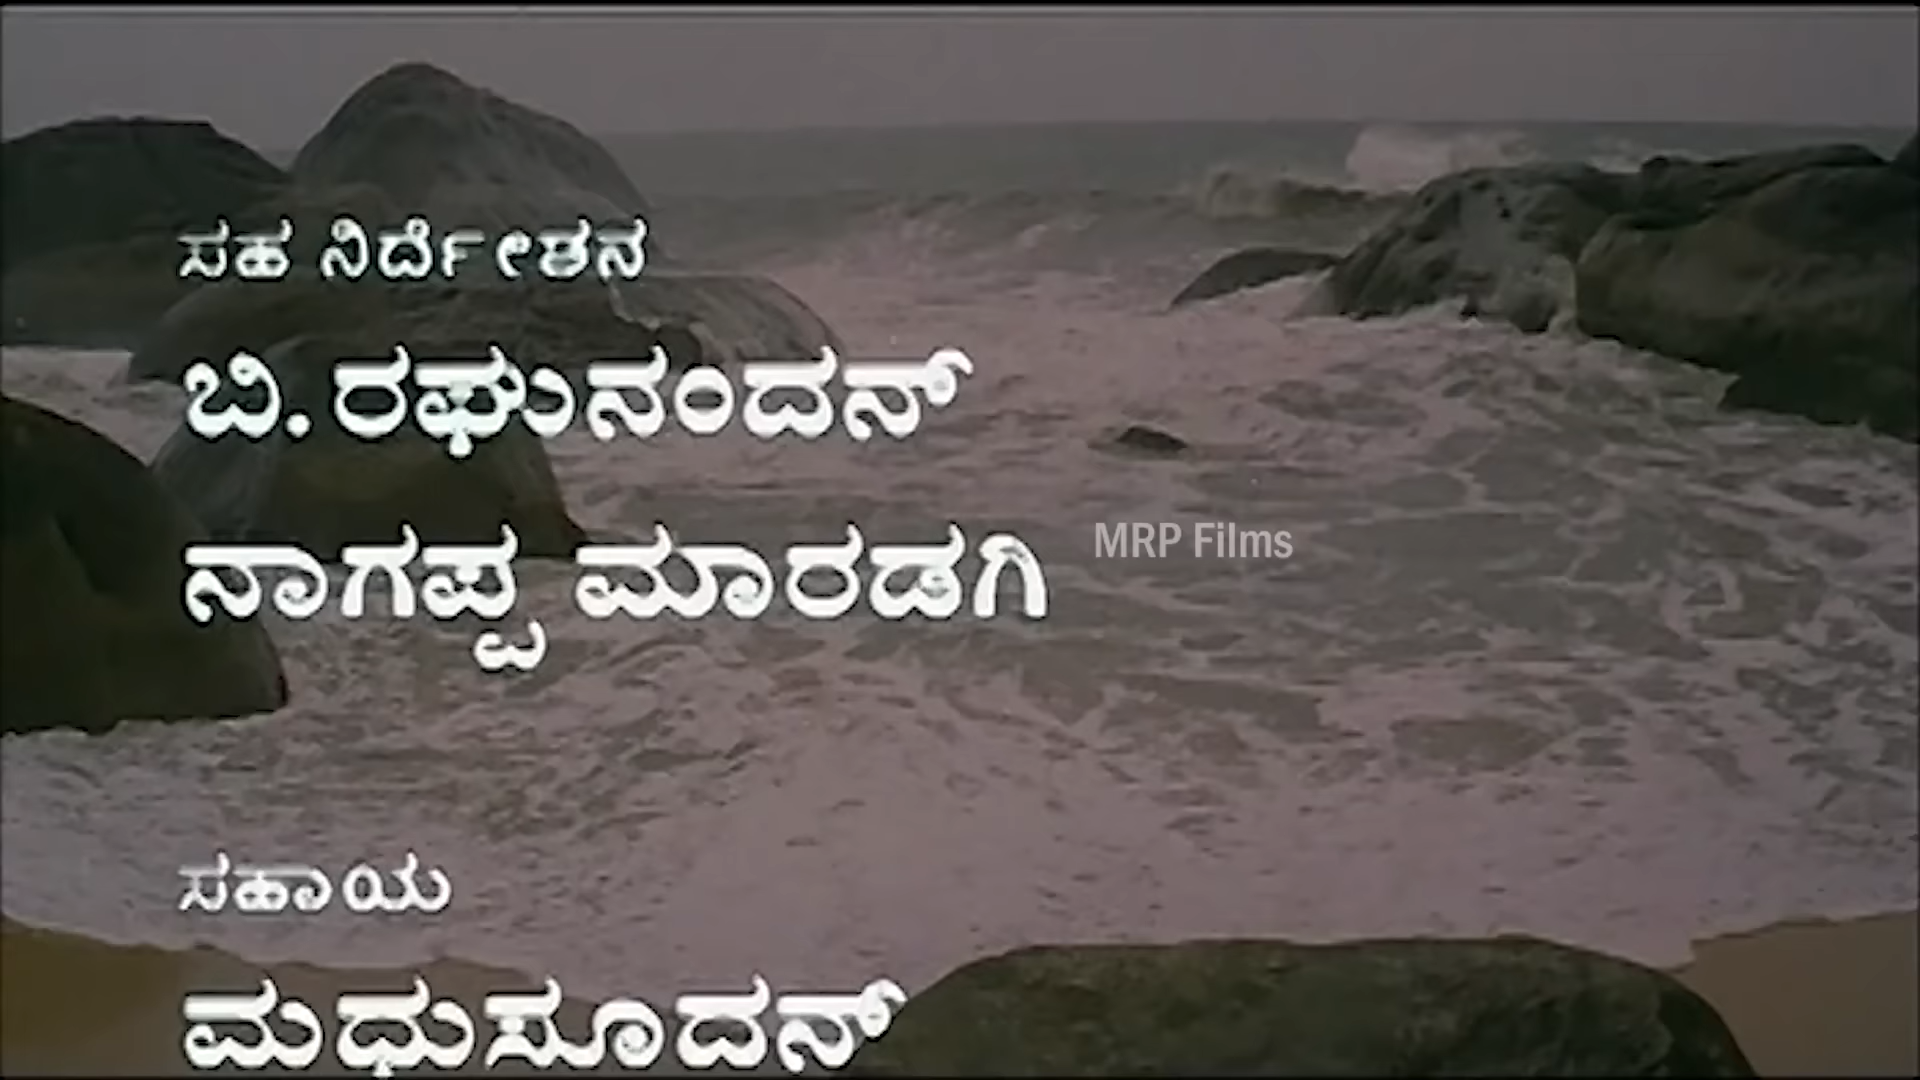 ಸಹ ನಿರ್ದೇಶನ
ಬಿ. ರಘುನಂದನ್
ನಾಗಪ್ಪ ಮಾರಡಗಿ
MRP Films
ಸಹಾಯ
ಮಧುಸೂದನ್